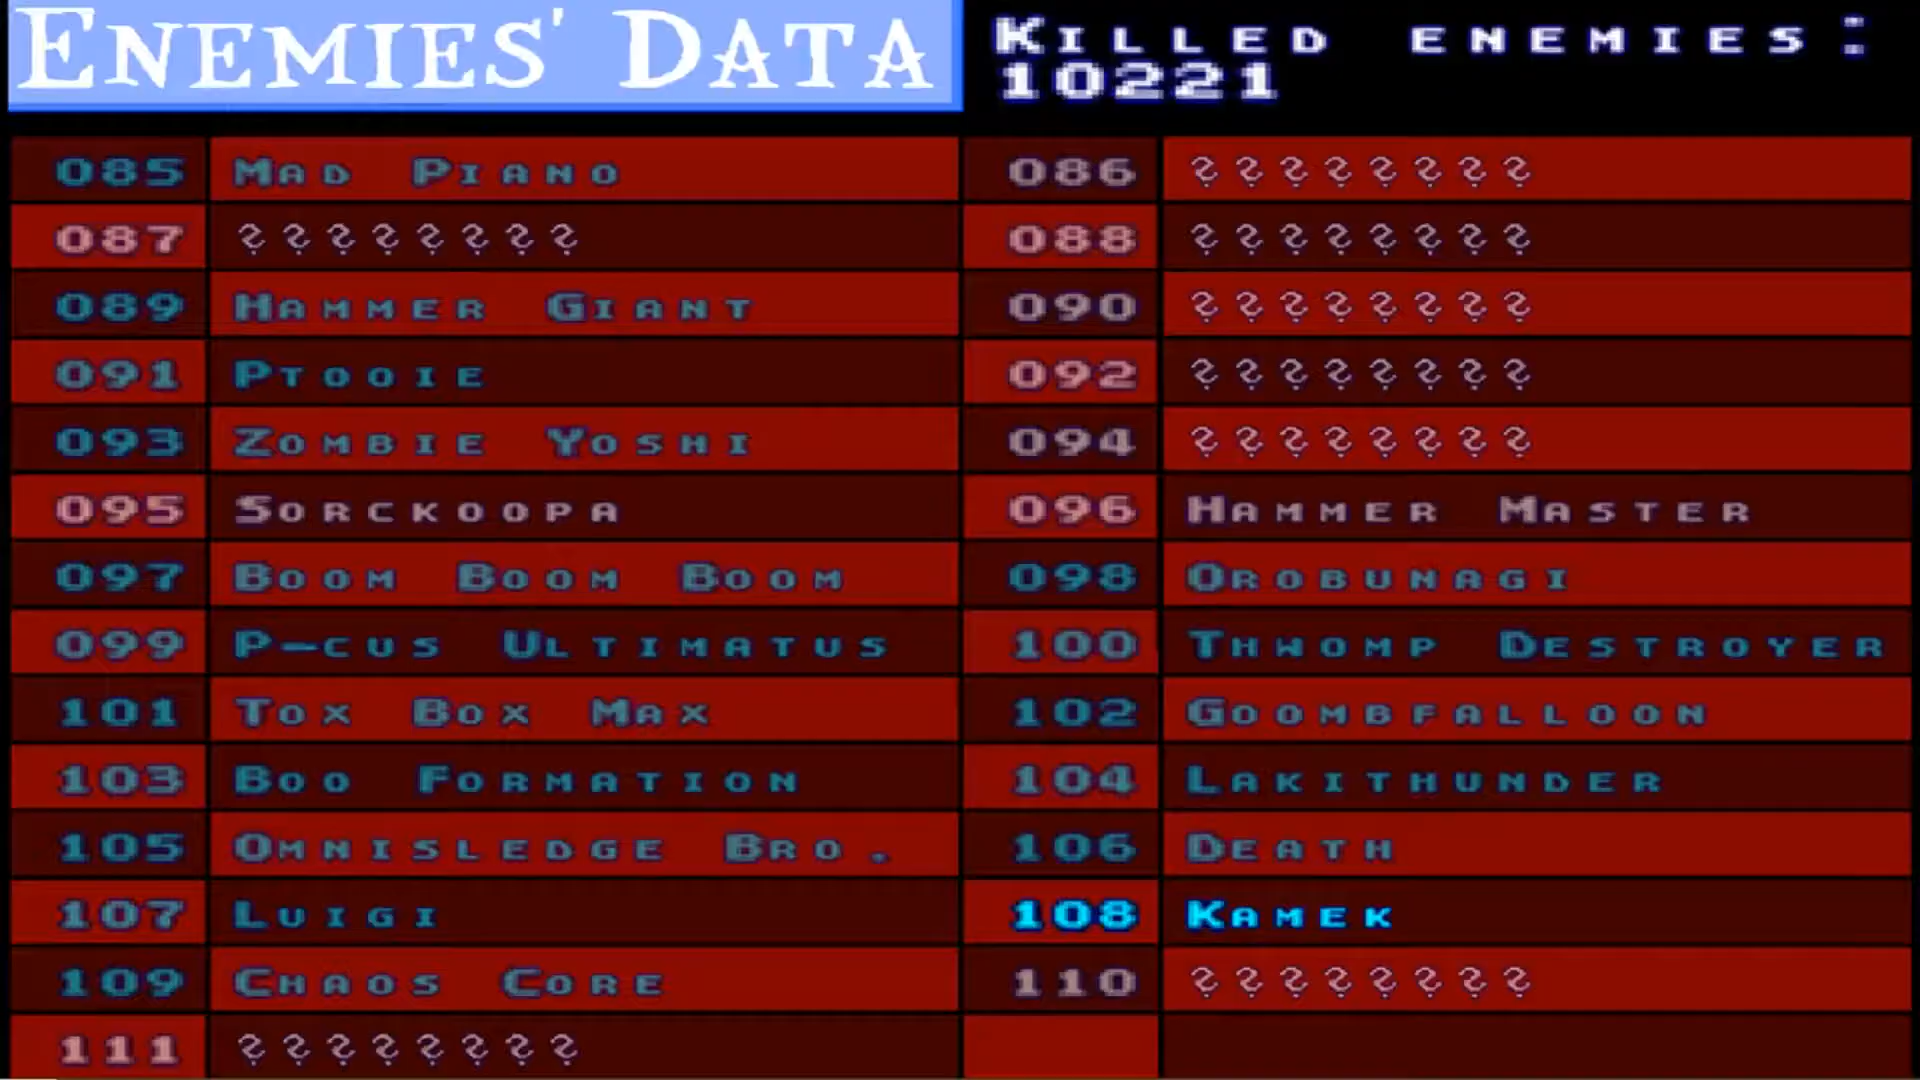 ENEMIES' DATA
KILLED ENEMIES:
10221
085 MAD PIANO 086 ????????
087 ???????? 088 ????????
089 HAMMER GIANT 090 ????????
091 PTOOIE 092 ????????
093 ZOMBIE YOSHI 094 ????????
095 SORCKOOPA 096 HAMMER MASTER
097 BOOM BOOM BOOM 098 OROBUNAGI
099 P-CUS ULTIMATUS 100 THWOMP DESTROYER
101 TOX BOX MAX 102 GOOMBFALLOON
103 BOO FORMATION 104 LAKITHUNDER
105 OMNISLEDGE BRO. 106 DEATH
107 LUIGI 108 KAMEK
109 CHAOS CORE 110 ????????
111 ????????